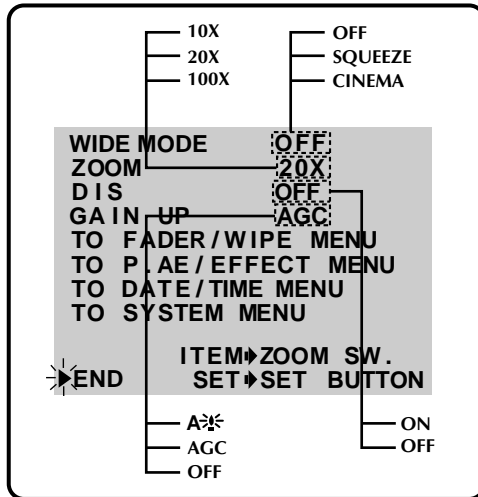 10X
20X
100X
OFF
SQUEEZE
CINEMA
WIDE MODE OFF
ZOOM 20X
DIS OFF
GAIN UP AGC
TO FADER/WIPE MENU
TO P.AE/EFFECT MENU
TO DATE/TIME MENU
TO SYSTEM MENU
ITEM➧ZOOM SW.
▶END SET➧SET BUTTON
A
AGC
OFF
ON
OFF